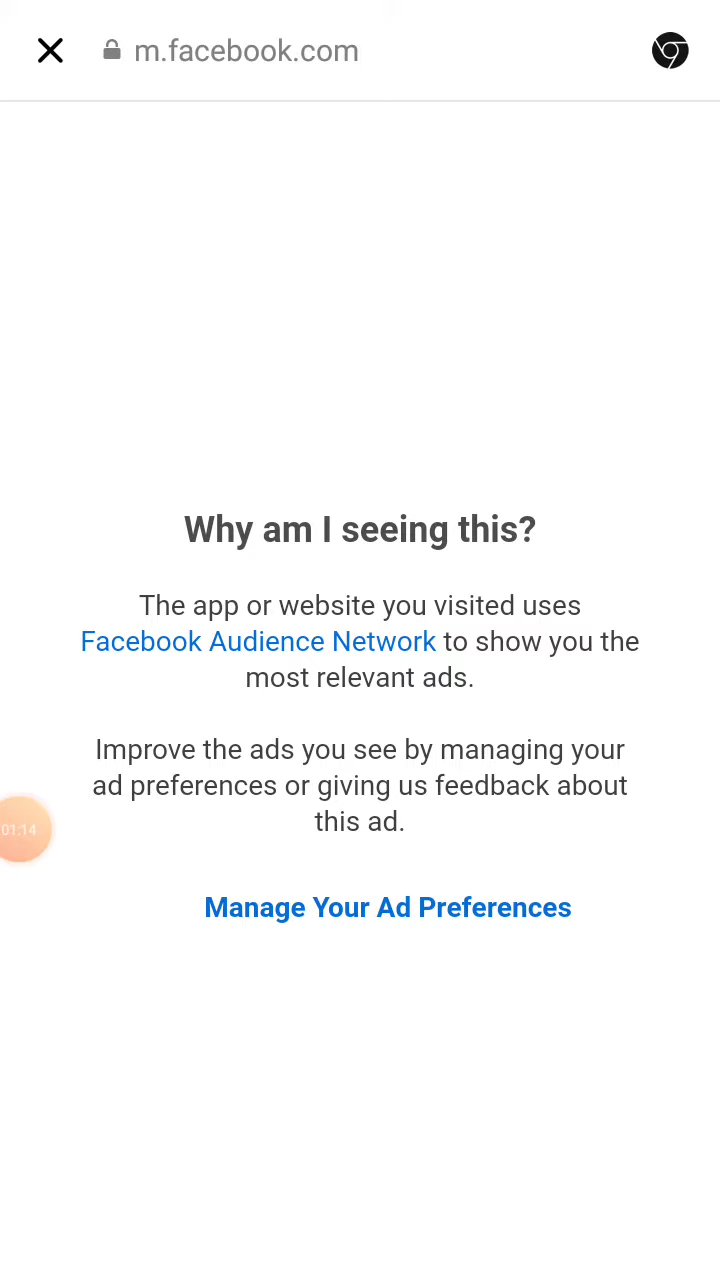 m.facebook.com
Why am I seeing this?
The app or website you visited uses
Facebook Audience Network to show you the
most relevant ads.
Improve the ads you see by managing your
ad preferences or giving us feedback about
this ad.
01:14
Manage Your Ad Preferences